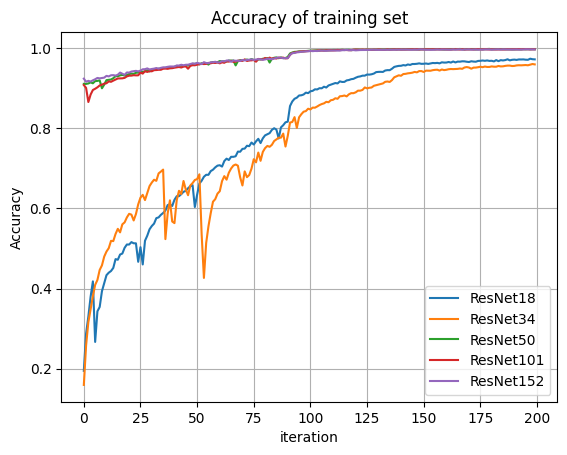 Accuracy of training set
1.0
0.8
0.6
0.4
0.2
Accuracy
0
25
50
75
100
125
150
175
200
iteration
ResNet18
ResNet34
ResNet50
ResNet101
ResNet152